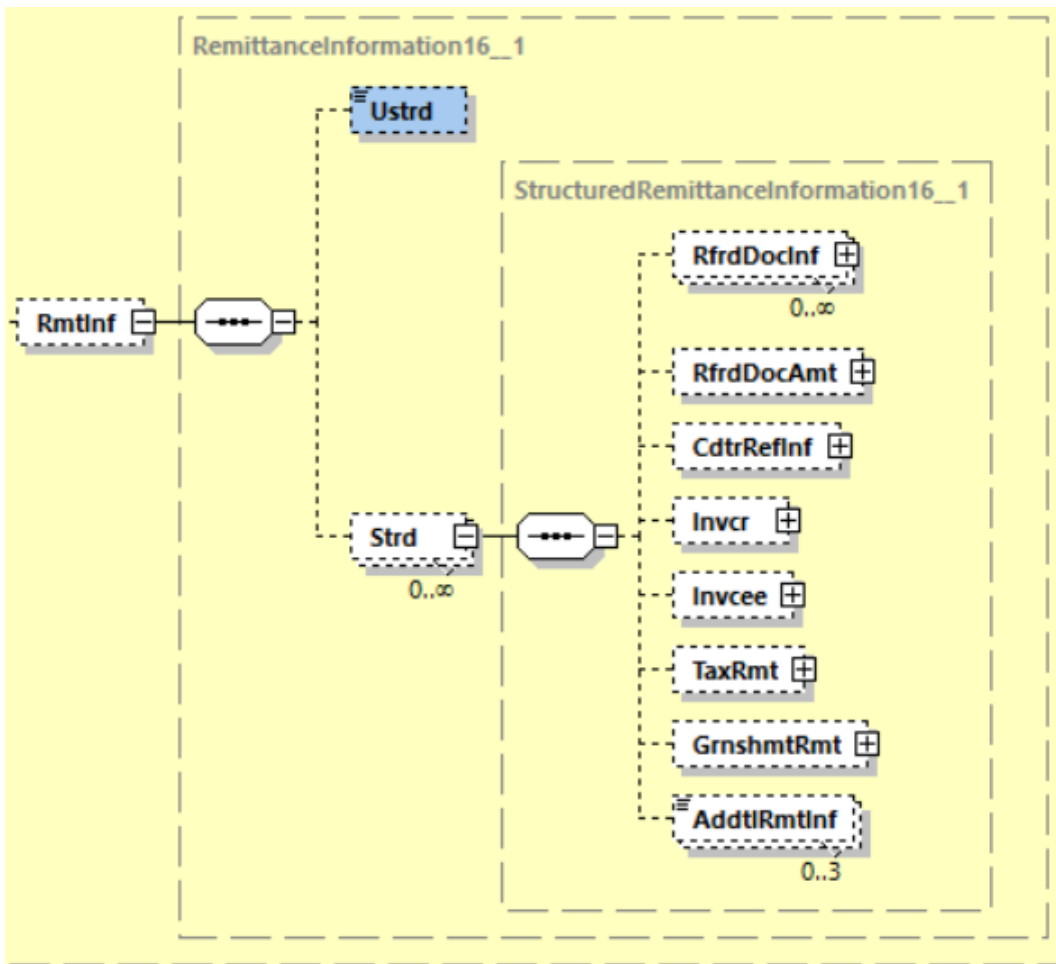 RemittanceInformation16__1
Ustrd
StructuredRemittanceInformation16__1
RfrdDocInf
0..∞
RmtInf
RfrdDocAmt
CdtrRefInf
Invcr
Strd
0..∞
Invcee
TaxRmt
GrnshmtRmt
AddtlRmtInf
0..3